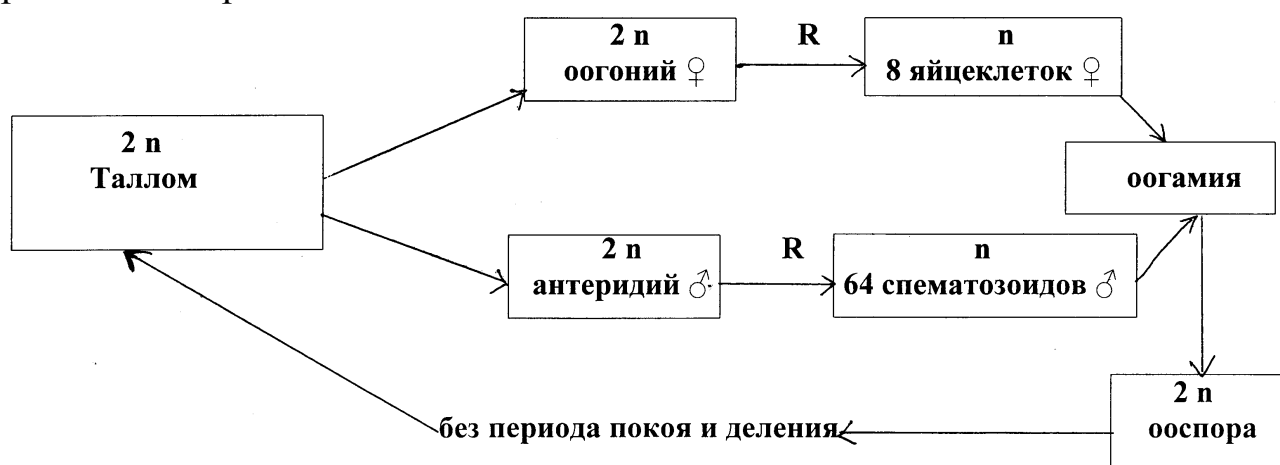 2 n
оогоний ♀
R
n
8 яйцеклеток ♀
2 n
Таллом
оогамия
2 n
антеридий ♂
R
n
64 спематозоидов ♂
2 n
ооспора
без периода покоя и деления